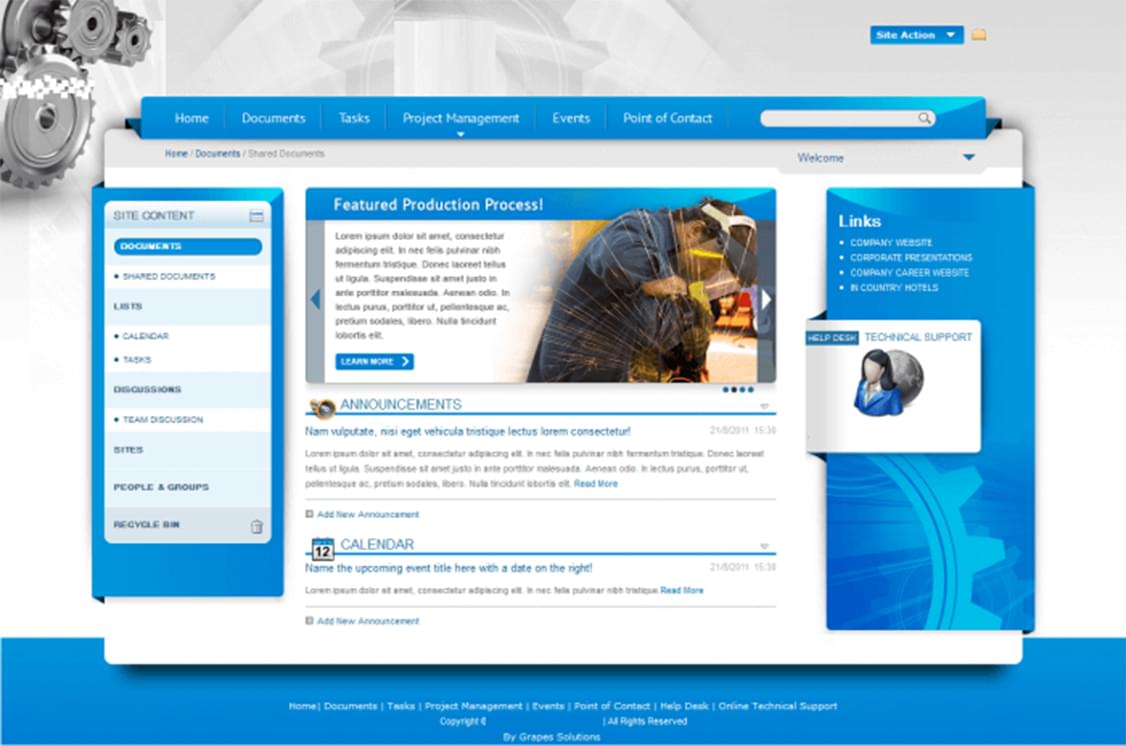 Site Action
Home Documents Tasks Project Management Events Point of Contact
Home / Documents / Shared Documents
Welcome
SITE CONTENT
DOCUMENTS
SHARED DOCUMENTS
LISTS
CALENDAR
TASKS
DISCUSSIONS
TEAM DISCUSSION
SITES
PEOPLE & GROUPS
RECYCLE BIN
Featured Production Process!
Lorem ipsum dolor sit amet, consectetur
adipiscing elit. In nec felis pulvinar nibh
fermentum tristique. Donec laoreet tellus
ut ligula. Suspendisse sit amet justo in
ante porttitor malesuada. Aenean odio. In
lectus purus, porttitor ut, pellentesque ac,
pretium sodales, libero. Nulla tincidunt
lobortis elit.
LEARN MORE
ANNOUNCEMENTS
Nam vulputate, nisi eget vehicula tristique lectus lorem consectetur! 21/8/2011 15:30
Lorem ipsum dolor sit amet, consectetur adipiscing elit. In nec felis pulvinar nibh fermentum tristique. Donec laoreet
tellus ut ligula. Suspendisse sit amet justo in ante porttitor malesuada. Aenean odio. In lectus purus, porttitor ut,
pellentesque ac, pretium sodales, libero. Nulla tincidunt lobortis elit. Read More
Add New Announcement
12 CALENDAR
Name the upcoming event title here with a date on the right! 21/8/2011 15:30
Lorem ipsum dolor sit amet, consectetur adipiscing elit. In nec felis pulvinar nibh tristique. Read More
Add New Announcement
Links
COMPANY WEBSITE
CORPORATE PRESENTATIONS
COMPANY CAREER WEBSITE
IN COUNTRY HOTELS
HELP DESK TECHNICAL SUPPORT
Home | Documents | Tasks | Project Management | Events | Point of Contact | Help Desk | Online Technical Support
Copyright © | All Rights Reserved
By Grapes Solutions